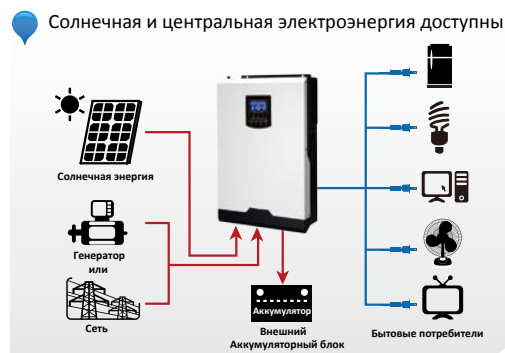 Солнечная и центральная электроэнергия доступны
Солнечная энергия
Генератор
или
Сеть
Аккумулятор
Внешний
Аккумуляторный блок
Бытовые потребители